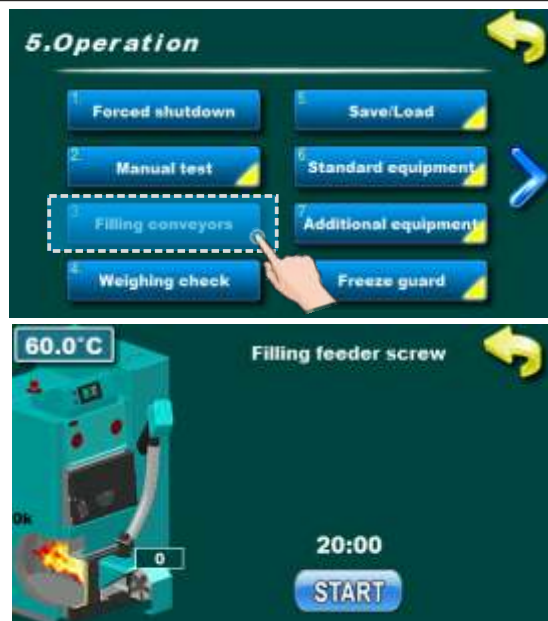 5.Operation
1. Forced shutdown
5. Save/Load
2. Manual test
6. Standard equipment
3. Filling conveyors
7. Additional equipment
4. Weighing check
Freeze guard
60.0°C
Filling feeder screw
0k
0
20:00
START